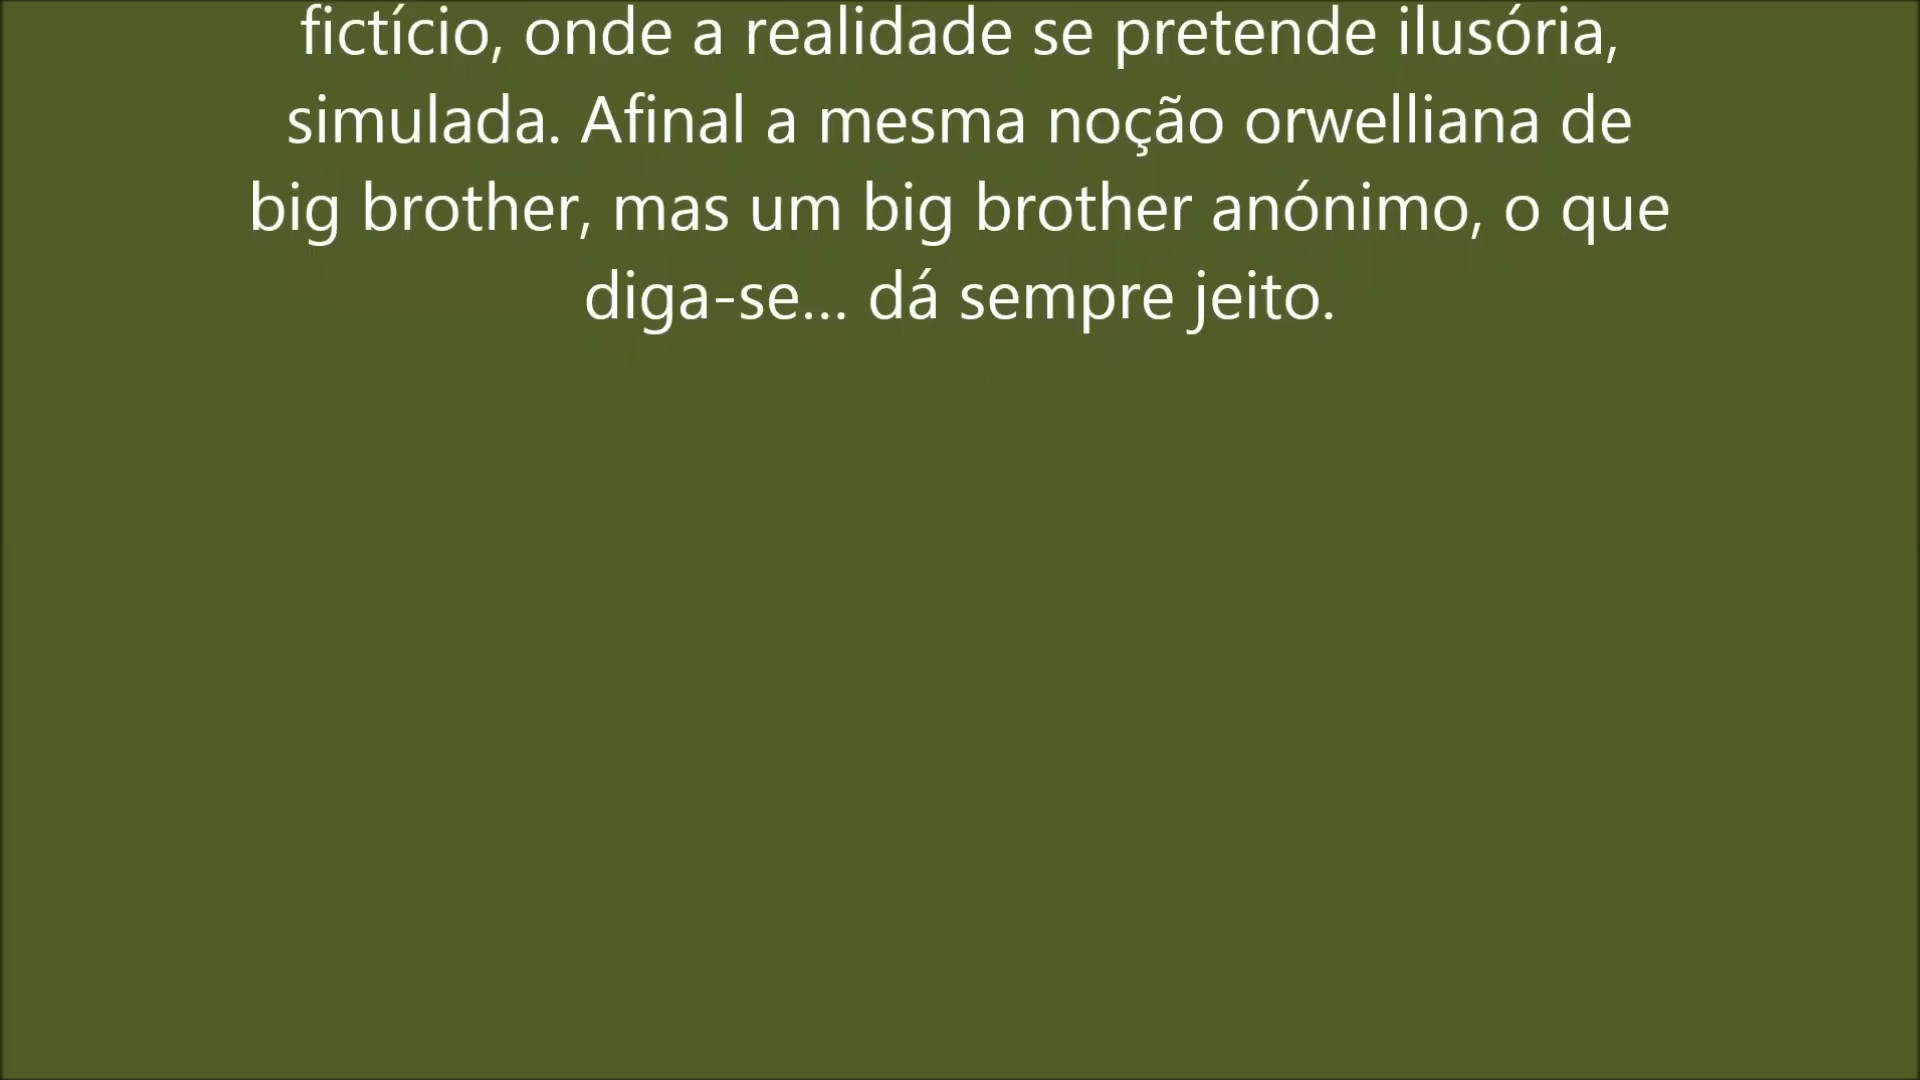 fictício, onde a realidade se pretende ilusória,
simulada. Afinal a mesma noção orwelliana de
big brother, mas um big brother anónimo, o que
diga-se... dá sempre jeito.